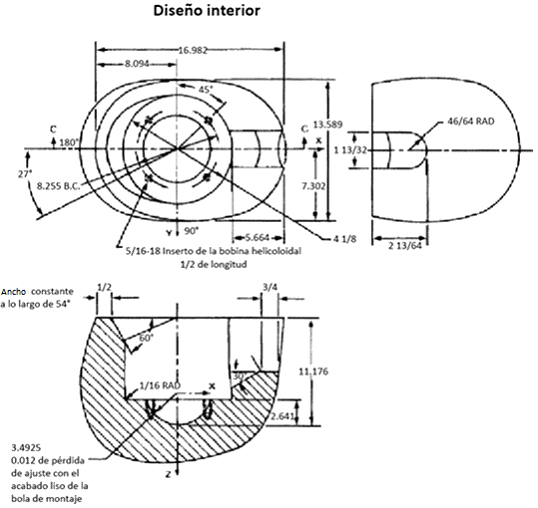 Diseño interior
16.982
8.094
45°
C
180°
C
X
13.589
27°
8.255 B.C.
7.302
Y
90°
5.664
4 1/8
5/16-18 Inserto de la bobina helicoloidal
1/2 de longitud
46/64 RAD
1 13/32
2 13/64
Ancho constante
a lo largo de 54°
1/2
3/4
60°
30°
11.176
1/16 RAD
X
2.641
3.4925
0.012 de pérdida
de ajuste con el
acabado liso de la
bola de montaje
Z